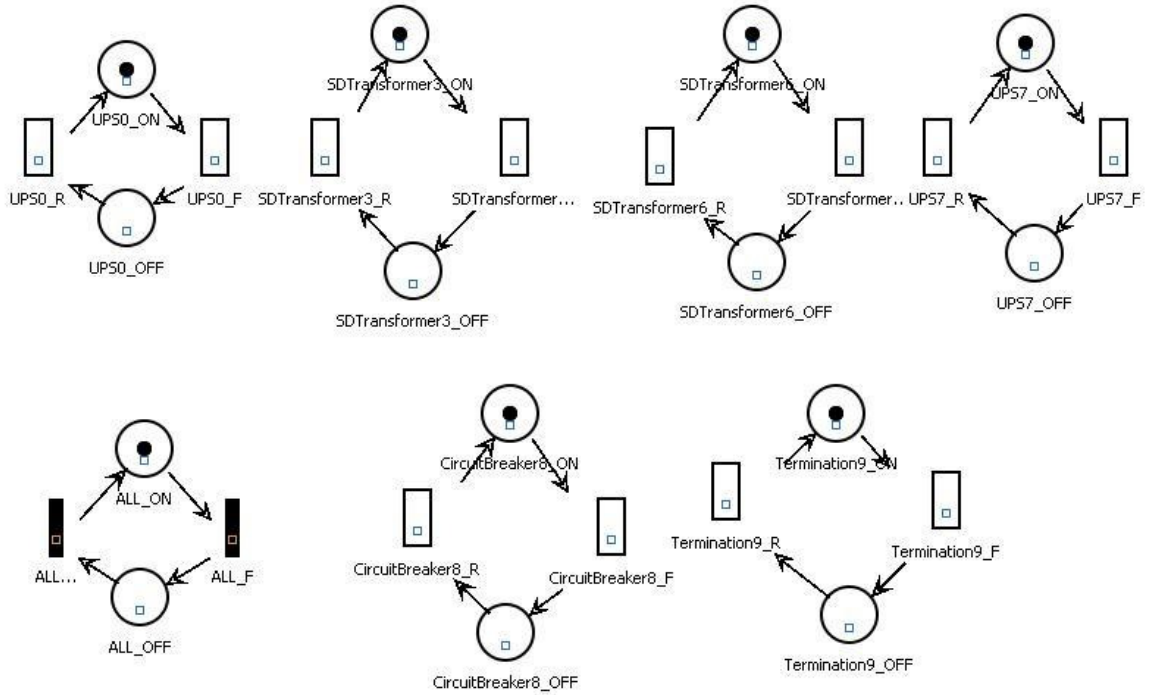 UPS0_ON
UPS0_R
UPS0_F
UPS0_OFF
SDTransformer3_ON
SDTransformer3_R
SDTransformer...
SDTransformer3_OFF
SDTransformer6_ON
SDTransformer6_R
SDTransformer...
SDTransformer6_OFF
UPS7_ON
UPS7_R
UPS7_F
UPS7_OFF
ALL_ON
ALL...
ALL_F
ALL_OFF
CircuitBreaker8_ON
CircuitBreaker8_R
CircuitBreaker8_F
CircuitBreaker8_OFF
Termination9_ON
Termination9_R
Termination9_F
Termination9_OFF